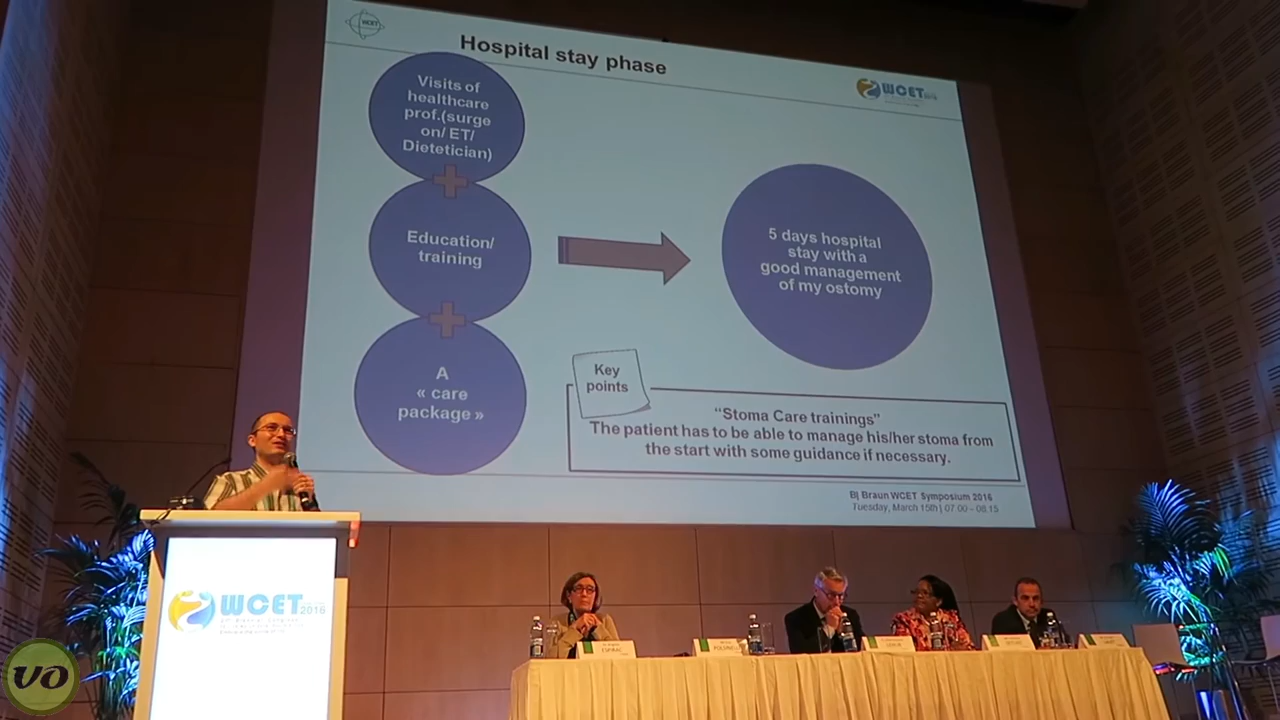 WCET
Hospital stay phase
WCET
2016
Visits of
healthcare
prof.(surge
on/ ET/
Dietetician)
+
Education/
training
+
A
« care
package »
5 days hospital
stay with a
good management
of my ostomy
Key
points
“Stoma Care trainings”
The patient has to be able to manage his/her stoma from
the start with some guidance if necessary.
B| Braun WCET Symposium 2016
Tuesday, March 15th | 07.00 - 08.15
WCET
2016
ESPIRAC
vo